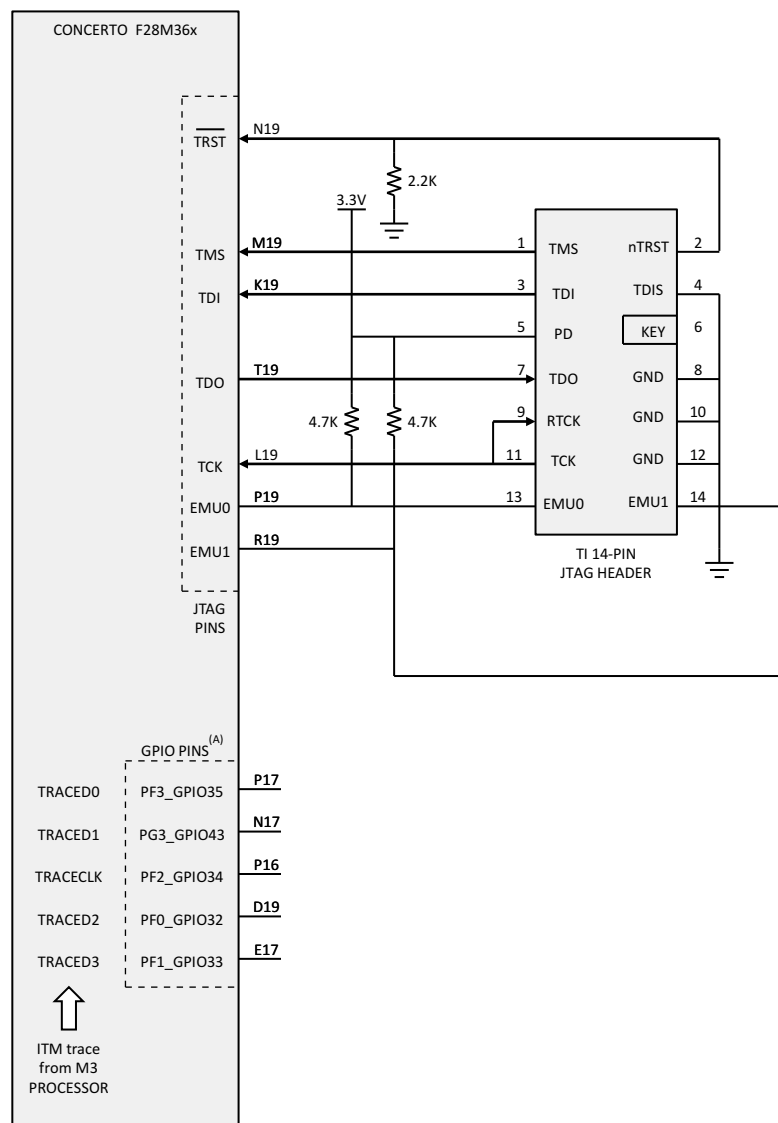 CONCERTO F28M36x
TRST
N19
2.2K
3.3V
TMS
M19
1
TMS
nTRST
2
TDI
K19
3
TDI
TDIS
4
5
PD
KEY
6
TDO
T19
7
TDO
GND
8
4.7K
4.7K
9
RTCK
GND
10
TCK
L19
11
TCK
GND
12
EMU0
P19
13
EMU0
EMU1
14
EMU1
R19
TI 14-PIN
JTAG HEADER
JTAG
PINS
GPIO PINS (A)
TRACED0
PF3_GPIO35
P17
TRACED1
PG3_GPIO43
N17
TRACECLK
PF2_GPIO34
P16
TRACED2
PF0_GPIO32
D19
TRACED3
PF1_GPIO33
E17
ITM trace
from M3
PROCESSOR